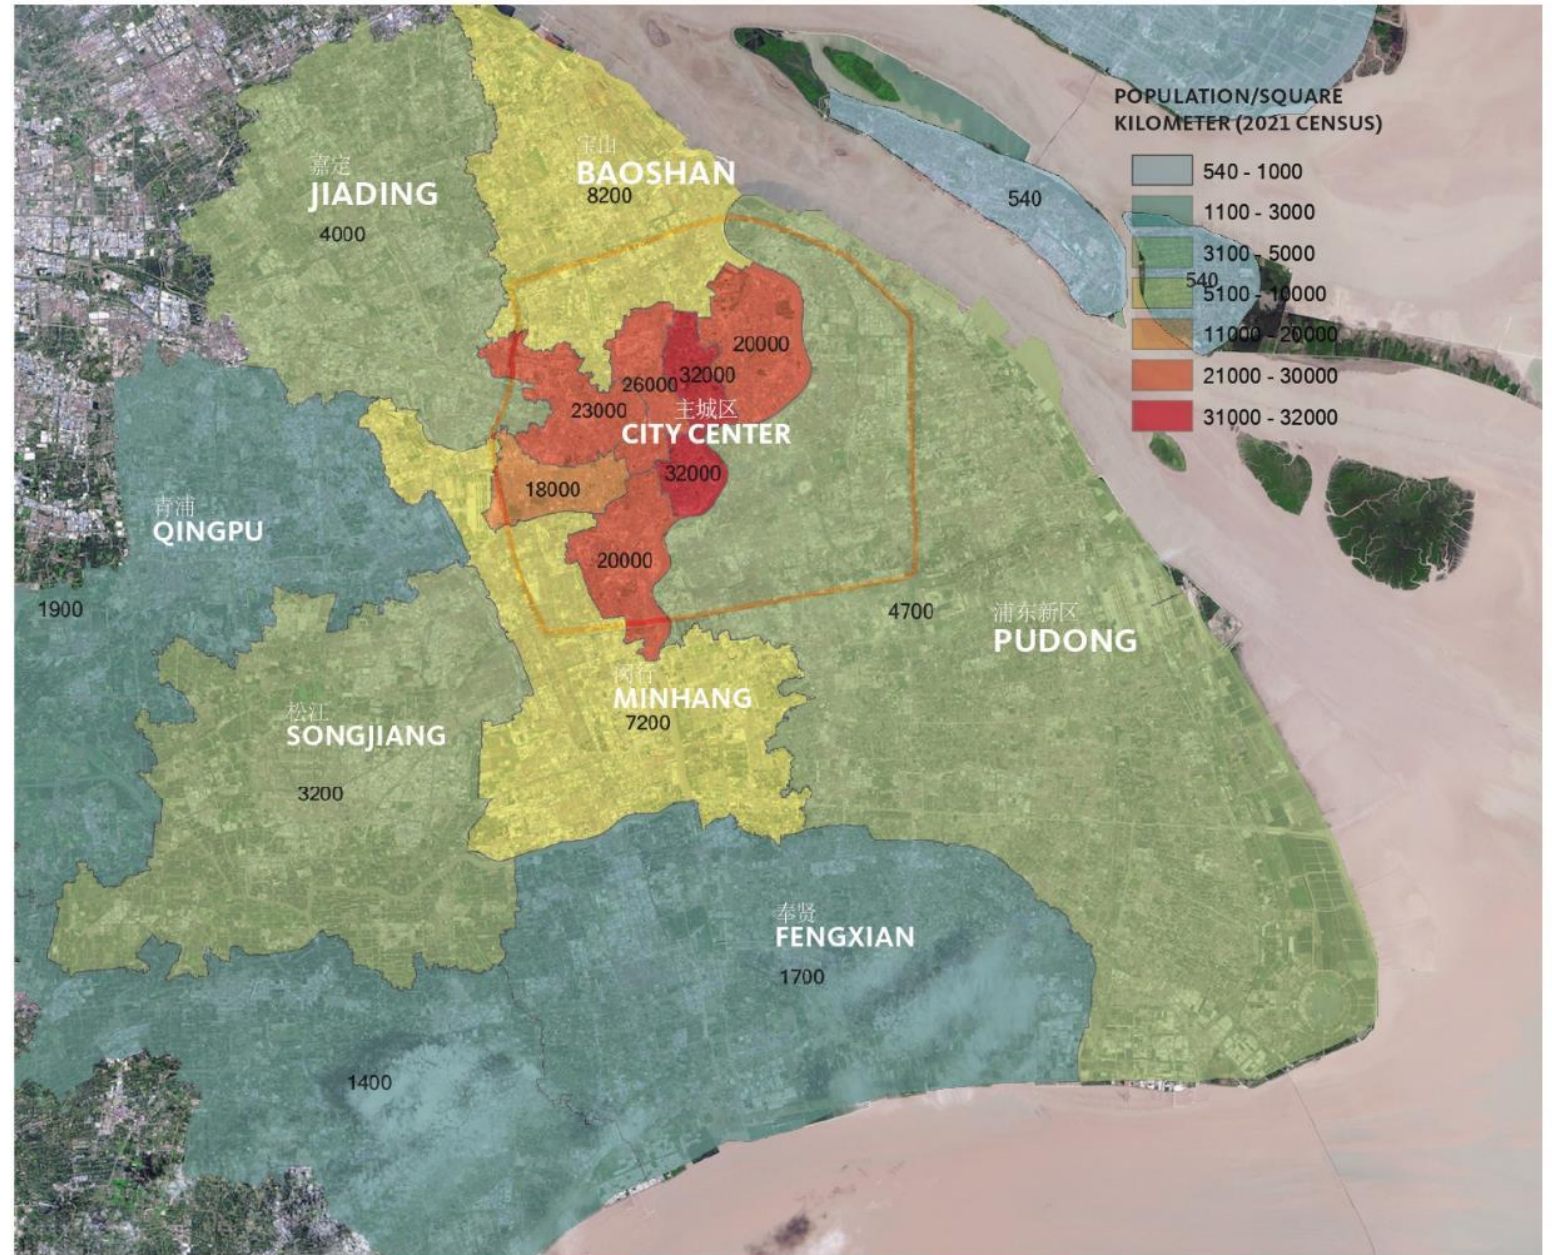 POPULATION/SQUARE
KILOMETER (2021 CENSUS)
540 - 1000
1100 - 3000
3100 - 5000
5100 - 10000
11000 - 20000
21000 - 30000
31000 - 32000
宝山
BAOSHAN
8200
嘉定
JIADING
4000
540
540
20000
32000
26000
23000
主城区
CITY CENTER
32000
18000
20000
青浦
QINGPU
1900
4700
浦东新区
PUDONG
MINHANG
7200
松江
SONGJIANG
3200
奉贤
FENGXIAN
1700
1400